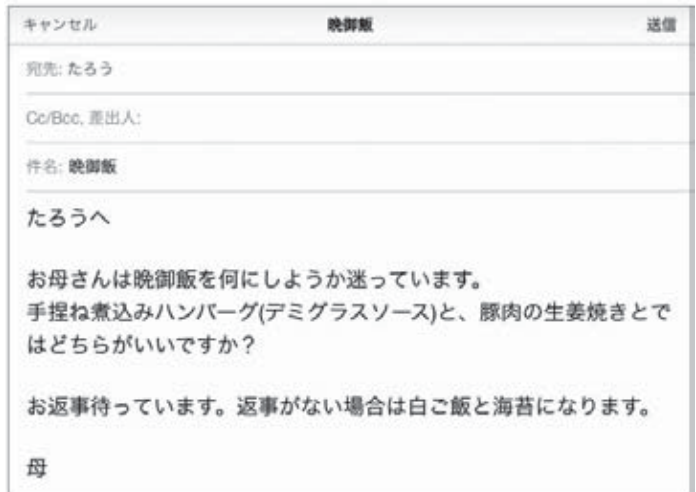 キャンセル 晩御飯 送信
宛先: たろう
Cc/Bcc, 差出人:
件名: 晩御飯
たろうへ
お母さんは晩御飯を何にしようか迷っています。
手捏ね煮込みハンバーグ(デミグラスソース)と、豚肉の生姜焼きとで
はどちらがいいですか？
お返事待っています。返事がない場合は白ご飯と海苔になります。
母